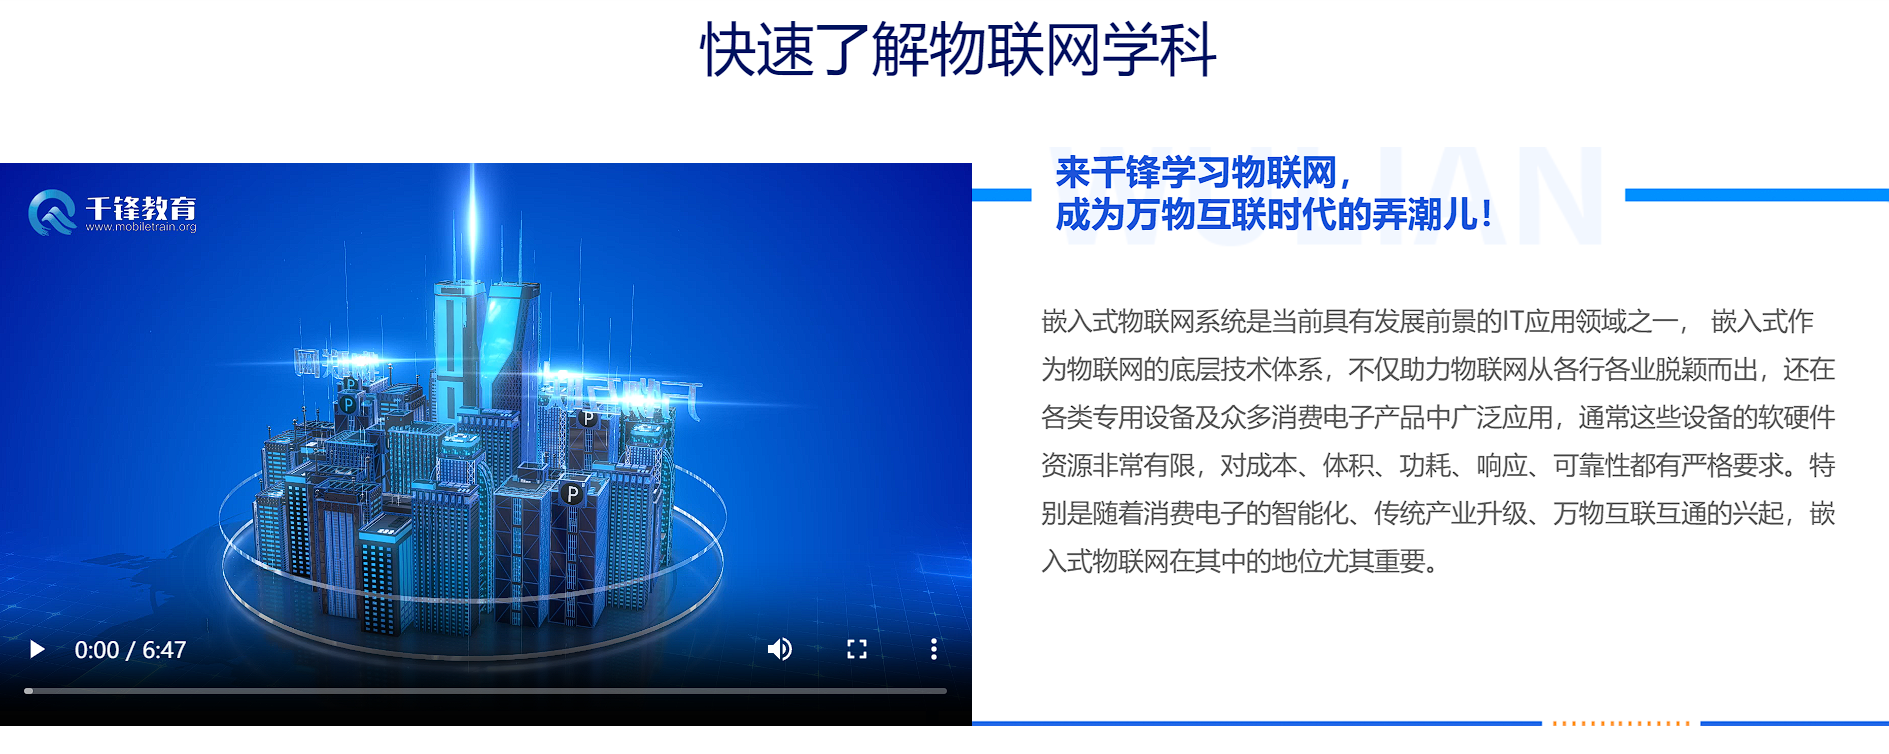 快速了解物联网学科
千锋教育
www.mobiletrain.org
P
P
P
P
0:00 / 6:47
WULIAN
来千锋学习物联网，
成为万物互联时代的弄潮儿！
嵌入式物联网系统是当前具有发展前景的IT应用领域之一， 嵌入式作
为物联网的底层技术体系，不仅助力物联网从各行各业脱颖而出，还在
各类专用设备及众多消费电子产品中广泛应用，通常这些设备的软硬件
资源非常有限，对成本、体积、功耗、响应、可靠性都有严格要求。特
别是随着消费电子的智能化、传统产业升级、万物互联互通的兴起，嵌
入式物联网在其中的地位尤其重要。